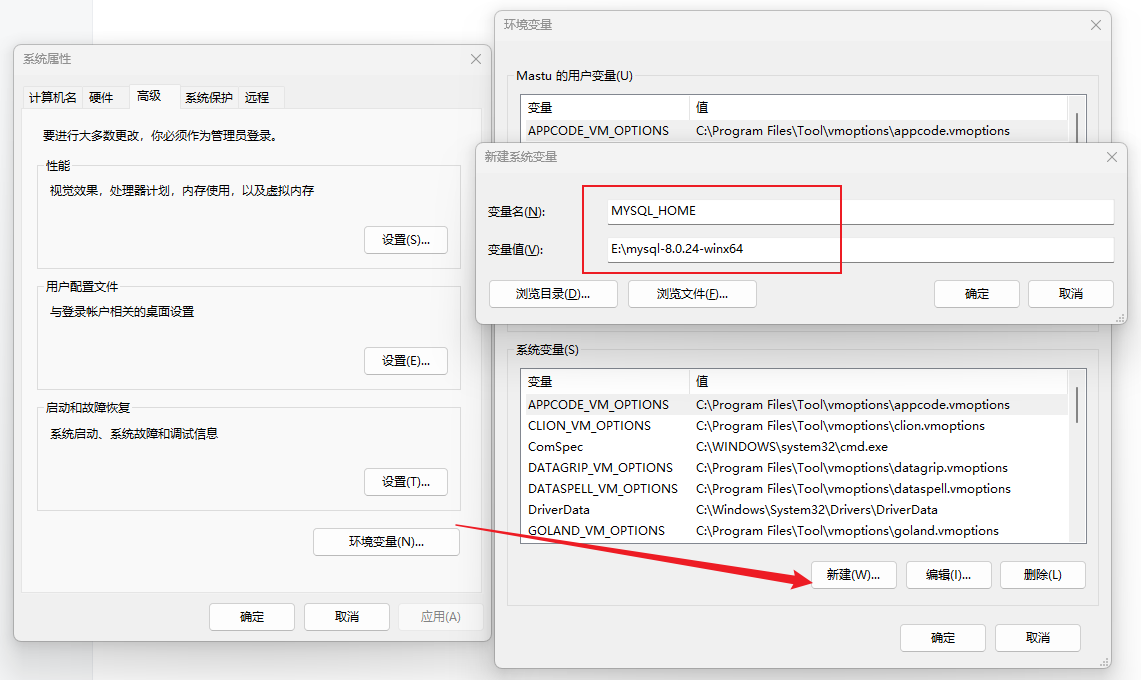 系统属性
计算机名 硬件 高级 系统保护 远程
要进行大多数更改，你必须作为管理员登录。
性能
视觉效果，处理器计划，内存使用，以及虚拟内存
设置(S)...
用户配置文件
与登录帐户相关的桌面设置
设置(E)...
启动和故障恢复
系统启动、系统故障和调试信息
设置(T)...
环境变量(N)...
确定 取消 应用(A)
环境变量
Mastu 的用户变量(U)
变量 值
APPCODE_VM_OPTIONS C:\Program Files\Tool\vmoptions\appcode.vmoptions
新建系统变量
变量名(N): MYSQL_HOME
变量值(V): E:\mysql-8.0.24-winx64
浏览目录(D)... 浏览文件(F)... 确定 取消
系统变量(S)
变量 值
APPCODE_VM_OPTIONS C:\Program Files\Tool\vmoptions\appcode.vmoptions
CLION_VM_OPTIONS C:\Program Files\Tool\vmoptions\clion.vmoptions
ComSpec C:\WINDOWS\system32\cmd.exe
DATAGRIP_VM_OPTIONS C:\Program Files\Tool\vmoptions\datagrip.vmoptions
DATASPELL_VM_OPTIONS C:\Program Files\Tool\vmoptions\dataspell.vmoptions
DriverData C:\Windows\System32\Drivers\DriverData
GOLAND_VM_OPTIONS C:\Program Files\Tool\vmoptions\goland.vmoptions
新建(W)... 编辑(I)... 删除(L)
确定 取消